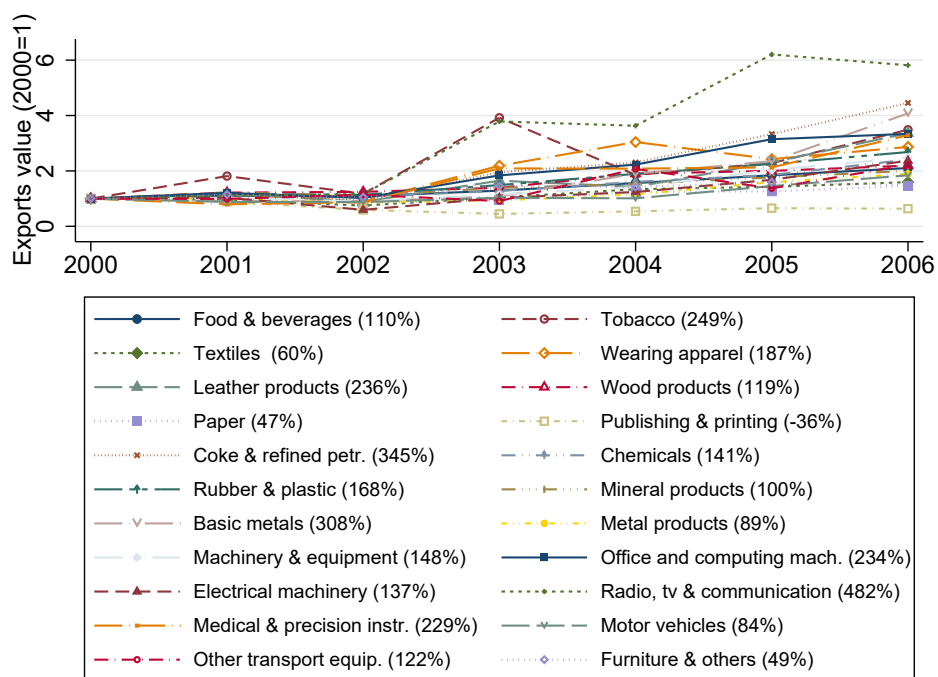 Exports value (2000=1)
6
4
2
0
2000 2001 2002 2003 2004 2005 2006
Food & beverages (110%) Tobacco (249%)
Textiles (60%) Wearing apparel (187%)
Leather products (236%) Wood products (119%)
Paper (47%) Publishing & printing (-36%)
Coke & refined petr. (345%) Chemicals (141%)
Rubber & plastic (168%) Mineral products (100%)
Basic metals (308%) Metal products (89%)
Machinery & equipment (148%) Office and computing mach. (234%)
Electrical machinery (137%) Radio, tv & communication (482%)
Medical & precision instr. (229%) Motor vehicles (84%)
Other transport equip. (122%) Furniture & others (49%)